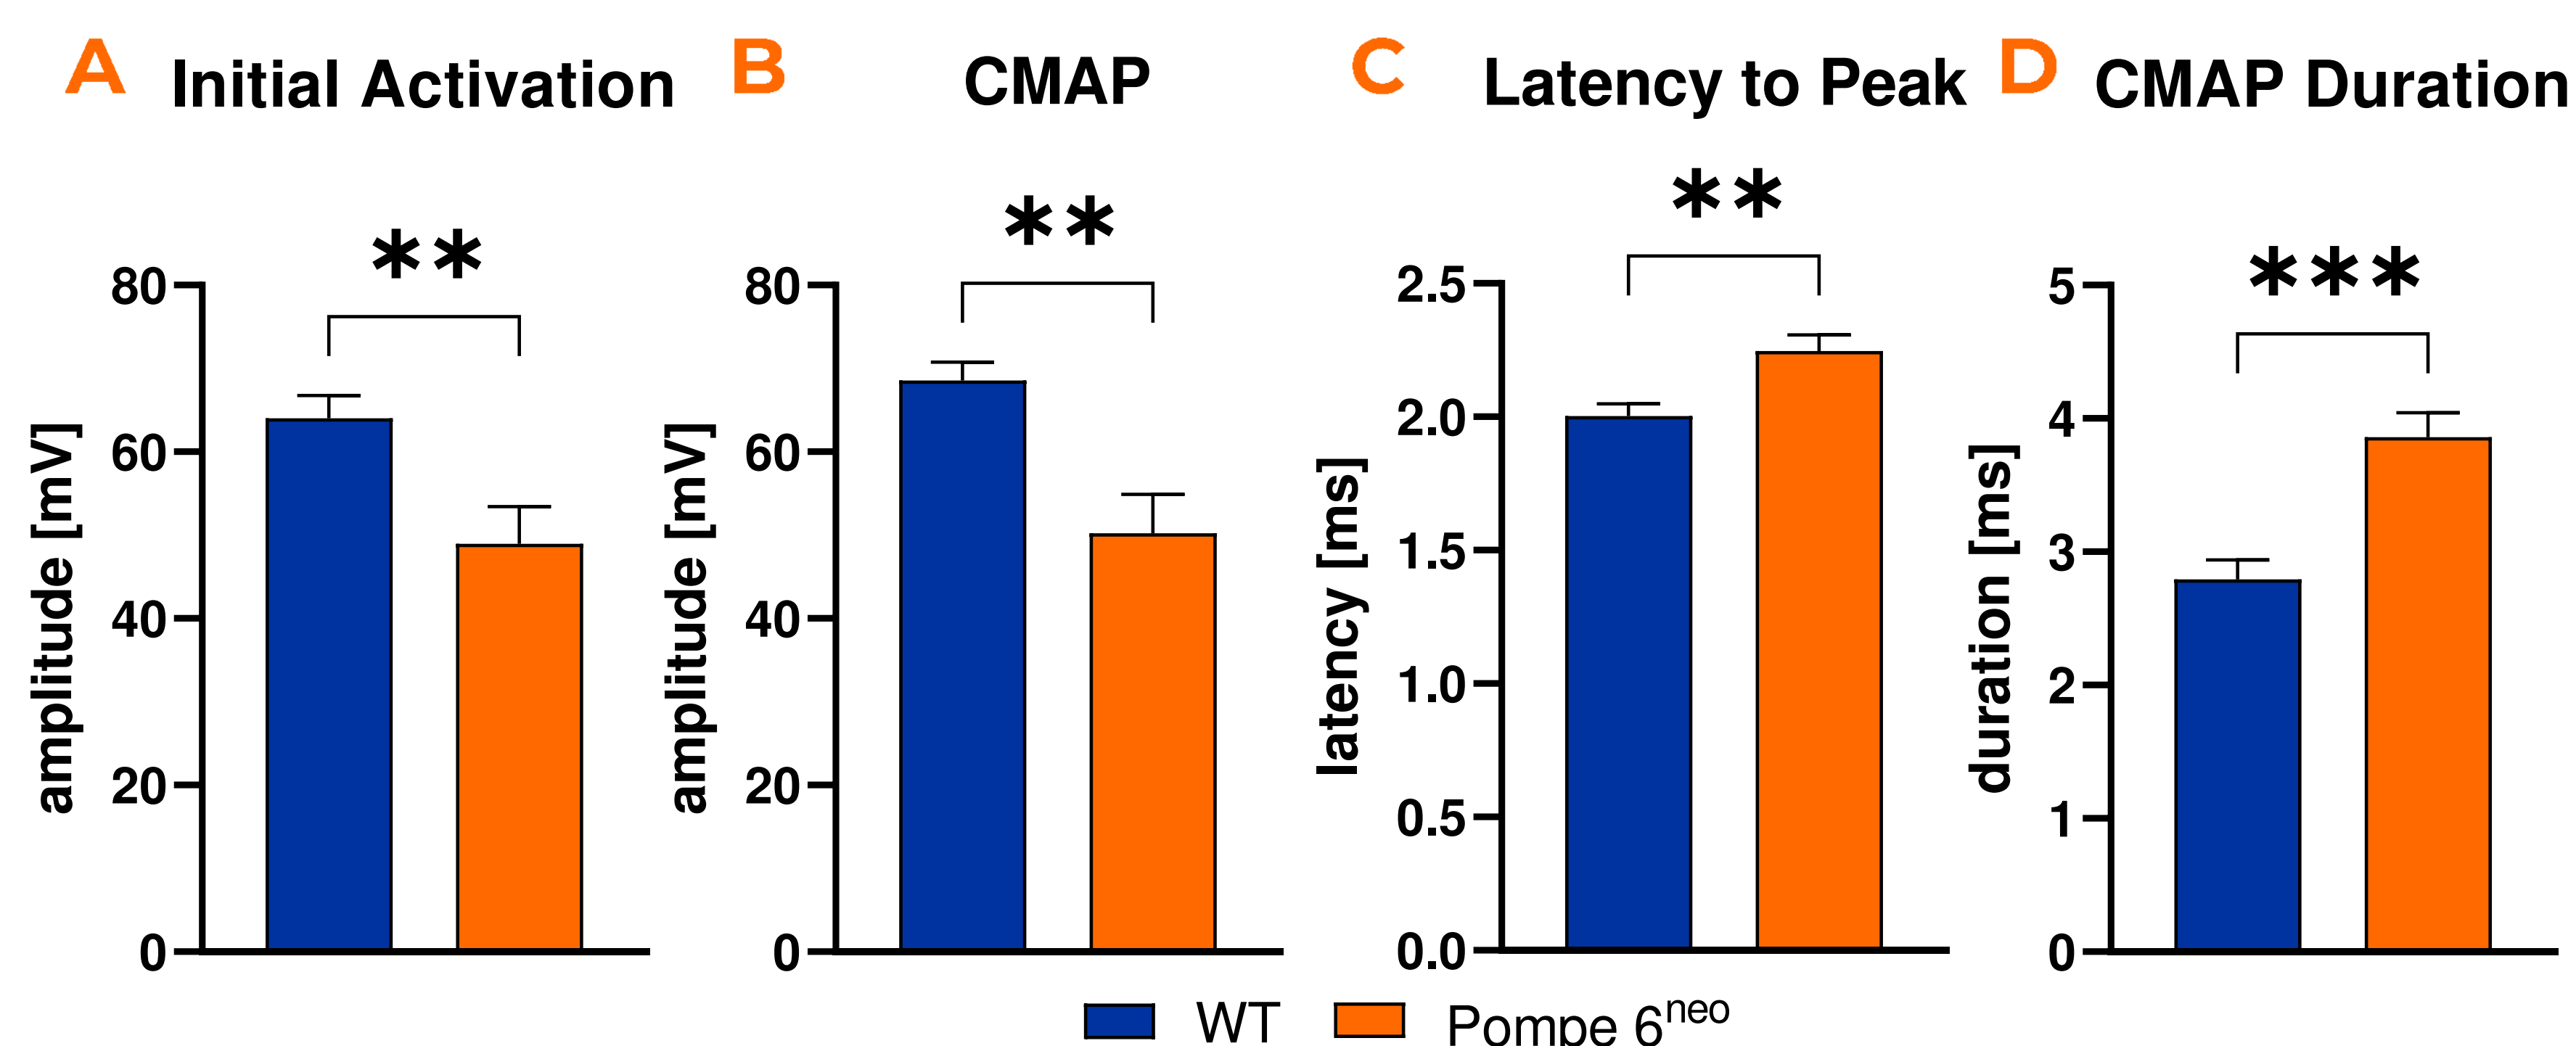 A Initial Activation
**
80
60
40
20
0
amplitude [mV]
B CMAP
**
80
60
40
20
0
amplitude [mV]
C Latency to Peak
**
2.5
2.0
1.5
1.0
0.5
0.0
latency [ms]
D CMAP Duration
***
5
4
3
2
1
0
duration [ms]
WT Pompe 6^neo